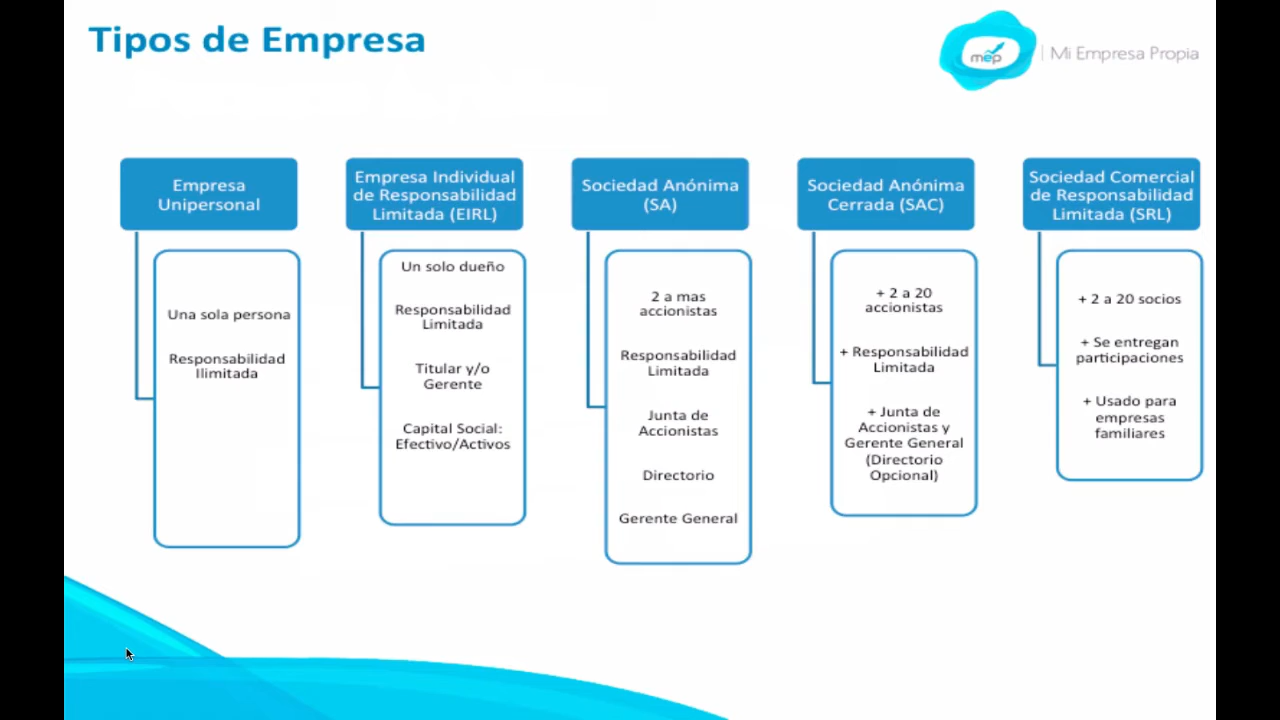 Tipos de Empresa
mep
Mi Empresa Propia
Empresa
Unipersonal
Una sola persona
Responsabilidad
Ilimitada
Empresa Individual
de Responsabilidad
Limitada (EIRL)
Un solo dueño
Responsabilidad
Limitada
Titular y/o
Gerente
Capital Social:
Efectivo/Activos
Sociedad Anónima
(SA)
2 a mas
accionistas
Responsabilidad
Limitada
Junta de
Accionistas
Directorio
Gerente General
Sociedad Anónima
Cerrada (SAC)
+ 2 a 20
accionistas
+ Responsabilidad
Limitada
+ Junta de
Accionistas y
Gerente General
(Directorio
Opcional)
Sociedad Comercial
de Responsabilidad
Limitada (SRL)
+ 2 a 20 socios
+ Se entregan
participaciones
+ Usado para
empresas
familiares